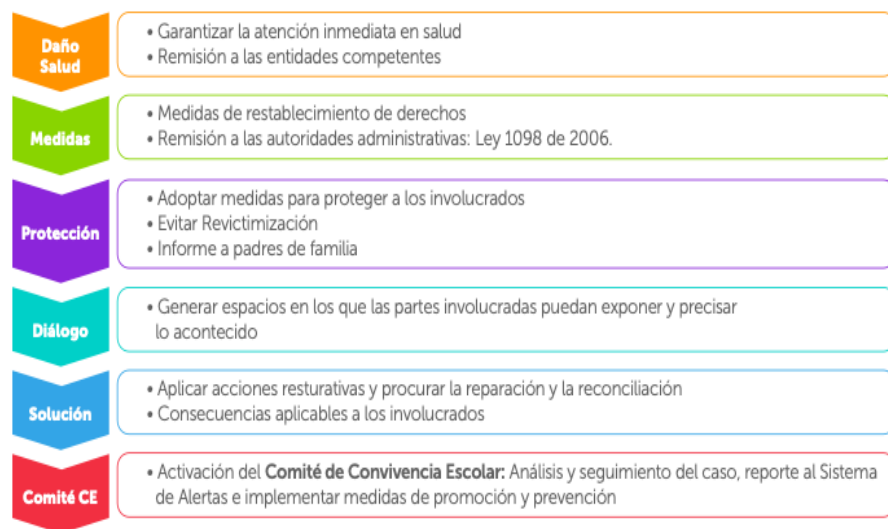 Daño
Salud
• Garantizar la atención inmediata en salud
• Remisión a las entidades competentes
Medidas
• Medidas de restablecimiento de derechos
• Remisión a las autoridades administrativas: Ley 1098 de 2006.
Protección
• Adoptar medidas para proteger a los involucrados
• Evitar Revictimización
• Informe a padres de familia
Diálogo
• Generar espacios en los que las partes involucradas puedan exponer y precisar
lo acontecido
Solución
• Aplicar acciones resturativas y procurar la reparación y la reconciliación
• Consecuencias aplicables a los involucrados
Comité CE
• Activación del Comité de Convivencia Escolar: Análisis y seguimiento del caso, reporte al Sistema
de Alertas e implementar medidas de promoción y prevención